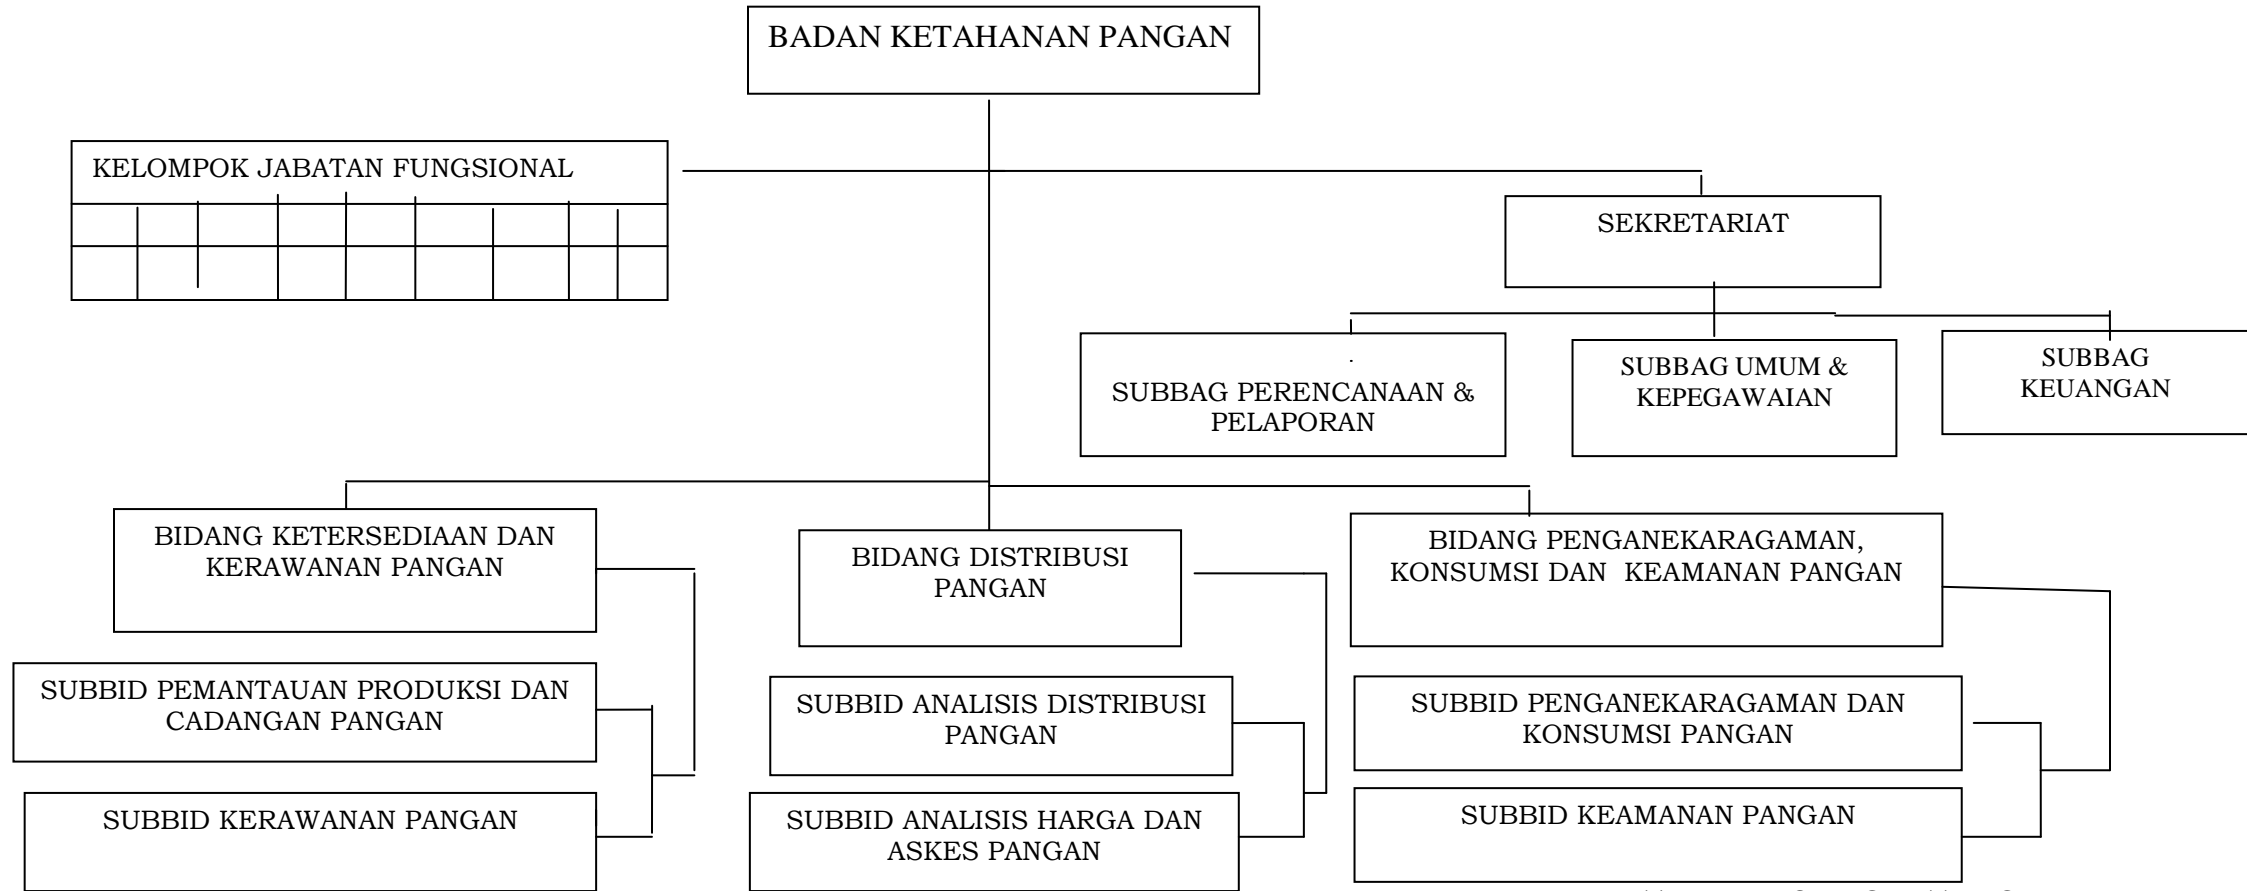 BADAN KETAHANAN PANGAN
KELOMPOK JABATAN FUNGSIONAL
SEKRETARIAT
.
SUBBAG PERENCANAAN &
PELAPORAN
SUBBAG UMUM &
KEPEGAWAIAN
SUBBAG
KEUANGAN
BIDANG KETERSEDIAAN DAN
KERAWANAN PANGAN
BIDANG DISTRIBUSI
PANGAN
BIDANG PENGANEKARAGAMAN,
KONSUMSI DAN KEAMANAN PANGAN
SUBBID PEMANTAUAN PRODUKSI DAN
CADANGAN PANGAN
SUBBID ANALISIS DISTRIBUSI
PANGAN
SUBBID PENGANEKARAGAMAN DAN
KONSUMSI PANGAN
SUBBID KERAWANAN PANGAN
SUBBID ANALISIS HARGA DAN
ASKES PANGAN
SUBBID KEAMANAN PANGAN